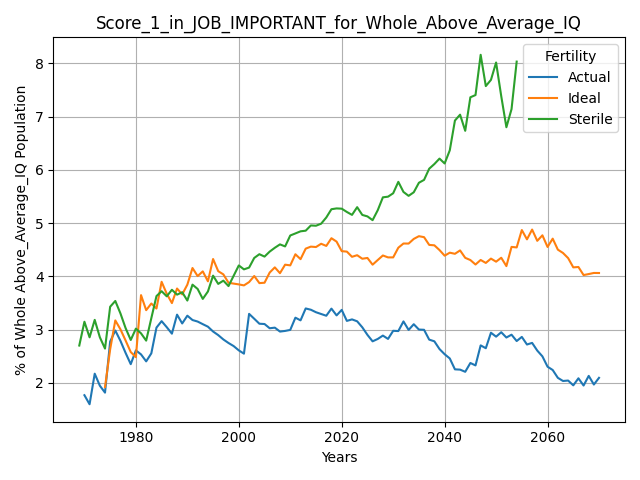 Score_1_in_JOB_IMPORTANT_for_Whole_Above_Average_IQ
% of Whole Above_Average_IQ Population
8
7
6
5
4
3
2
Fertility
Actual
Ideal
Sterile
1980 2000 2020 2040 2060
Years